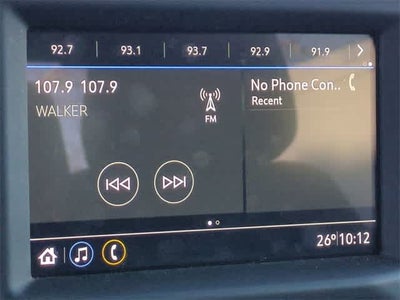 92.7 93.1 93.7 92.9 91.9
107.9 107.9
WALKER
FM
No Phone Con..
Recent
26° 10:12